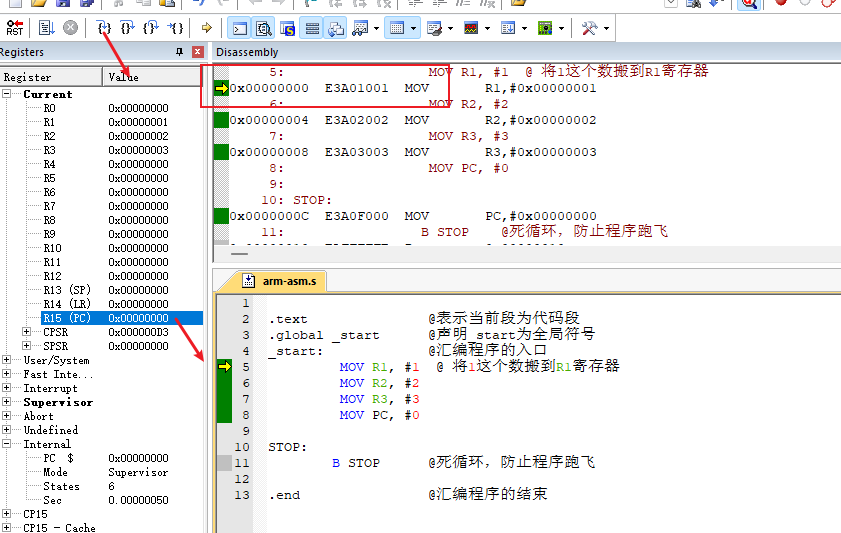 RST
Registers
Register Value
Current
R0 0x00000000
R1 0x00000001
R2 0x00000002
R3 0x00000003
R4 0x00000000
R5 0x00000000
R6 0x00000000
R7 0x00000000
R8 0x00000000
R9 0x00000000
R10 0x00000000
R11 0x00000000
R12 0x00000000
R13 (SP) 0x00000000
R14 (LR) 0x00000000
R15 (PC) 0x00000000
CPSR 0x000000D3
SPSR 0x00000000
User/System
Fast Inte...
Interrupt
Supervisor
Abort
Undefined
Internal
PC $ 0x00000000
Mode Supervisor
States 6
Sec 0.00000050
CP15
CP15 - Cache
Disassembly
5: MOV R1, #1 @ 将1这个数搬到R1寄存器
0x00000000 E3A01001 MOV R1,#0x00000001
6: MOV R2, #2
0x00000004 E3A02002 MOV R2,#0x00000002
7: MOV R3, #3
0x00000008 E3A03003 MOV R3,#0x00000003
8: MOV PC, #0
9:
10: STOP:
0x0000000C E3A0F000 MOV PC,#0x00000000
11: B STOP @死循环，防止程序跑飞
arm-asm.s
1
2 .text @表示当前段为代码段
3 .global _start @声明_start为全局符号
4 _start: @汇编程序的入口
5 MOV R1, #1 @ 将1这个数搬到R1寄存器
6 MOV R2, #2
7 MOV R3, #3
8 MOV PC, #0
9
10 STOP:
11 B STOP @死循环，防止程序跑飞
12
13 .end @汇编程序的结束